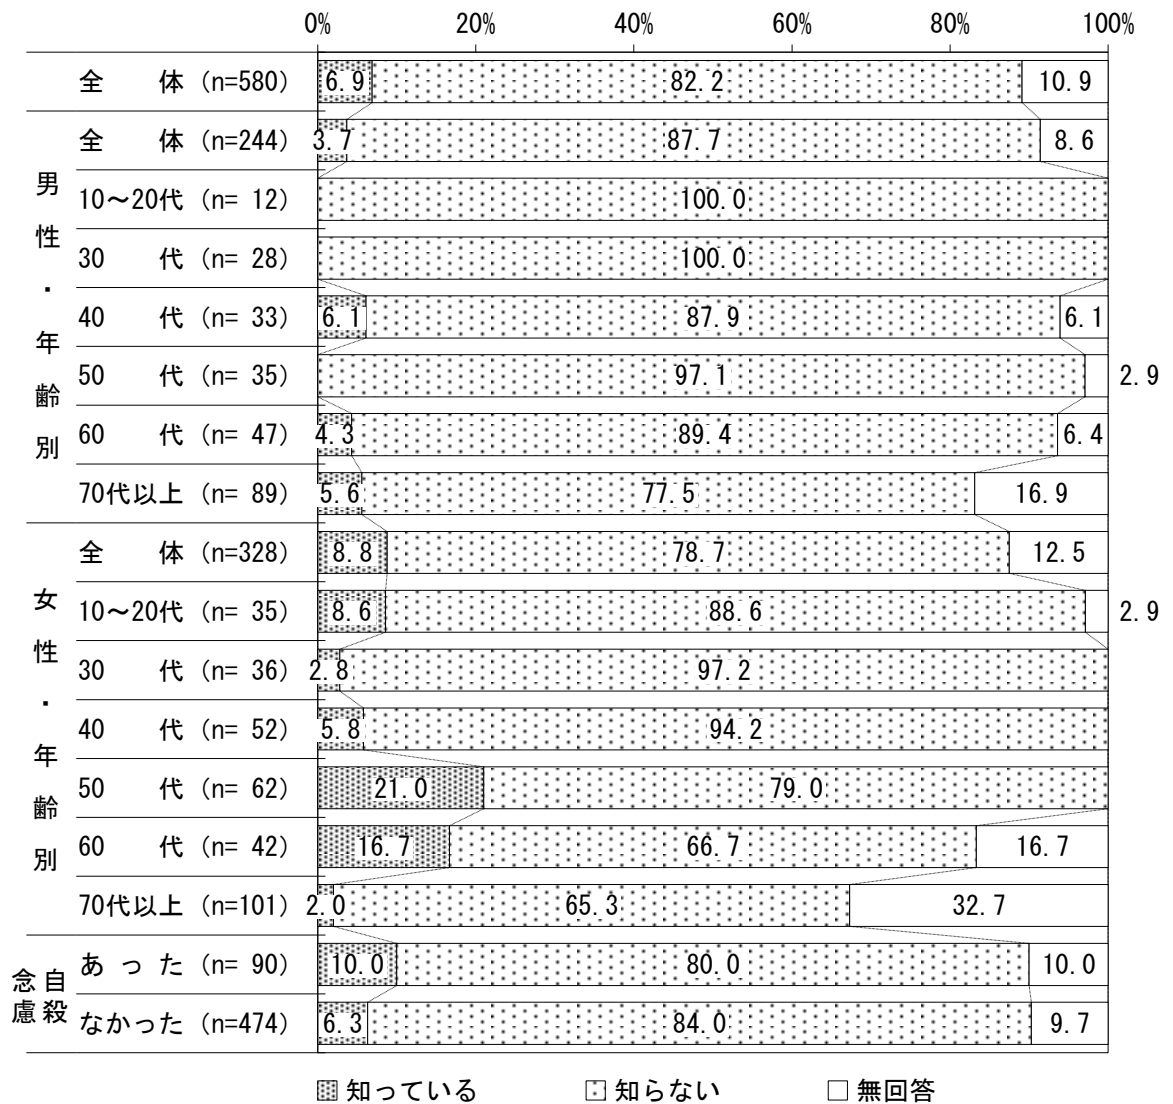 0% 20% 40% 60% 80% 100%
全 体 (n=580) 6.9 82.2 10.9
男性・年齢別
全 体 (n=244) 3.7 87.7 8.6
10～20代 (n= 12) 100.0
30 代 (n= 28) 100.0
40 代 (n= 33) 6.1 87.9 6.1
50 代 (n= 35) 97.1 2.9
60 代 (n= 47) 4.3 89.4 6.4
70代以上 (n= 89) 5.6 77.5 16.9
女性・年齢別
全 体 (n=328) 8.8 78.7 12.5
10～20代 (n= 35) 8.6 88.6 2.9
30 代 (n= 36) 2.8 97.2
40 代 (n= 52) 5.8 94.2
50 代 (n= 62) 21.0 79.0
60 代 (n= 42) 16.7 66.7 16.7
70代以上 (n=101) 2.0 65.3 32.7
自殺念慮
あ っ た (n= 90) 10.0 80.0 10.0
なかった (n=474) 6.3 84.0 9.7
知っている 知らない 無回答